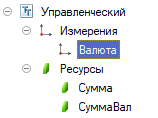 Управленческий
Измерения
Валюта
Ресурсы
Сумма
СуммаВал